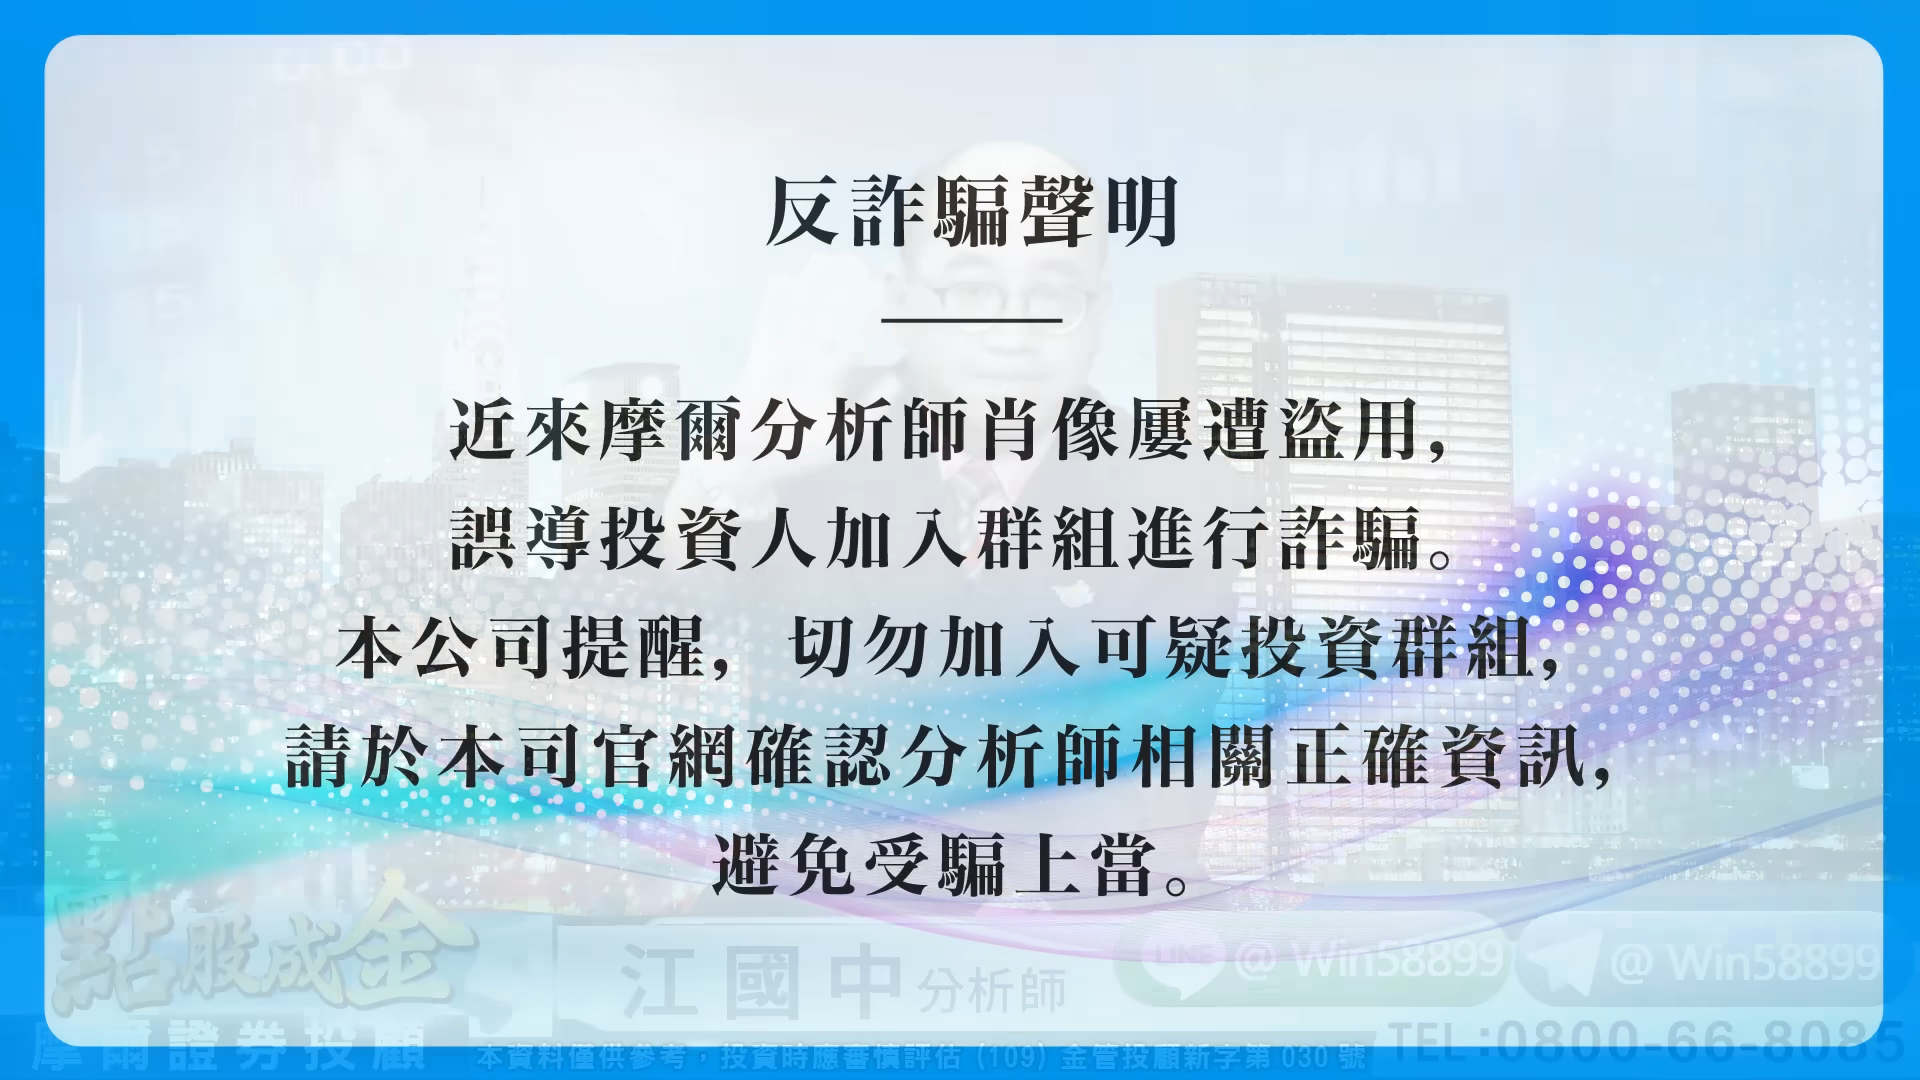 反詐騙聲明
近來摩爾分析師肖像屢遭盜用，
誤導投資人加入群組進行詐騙。
本公司提醒，切勿加入可疑投資群組，
請於本司官網確認分析師相關正確資訊，
避免受騙上當。
點股成金
江國中 分析師
LINE @ Win58899
@ Win58899
摩爾證券投顧
本資料僅供參考，投資時應審慎評估 (109) 金管投顧新字第 030 號
TEL:0800-66-8085